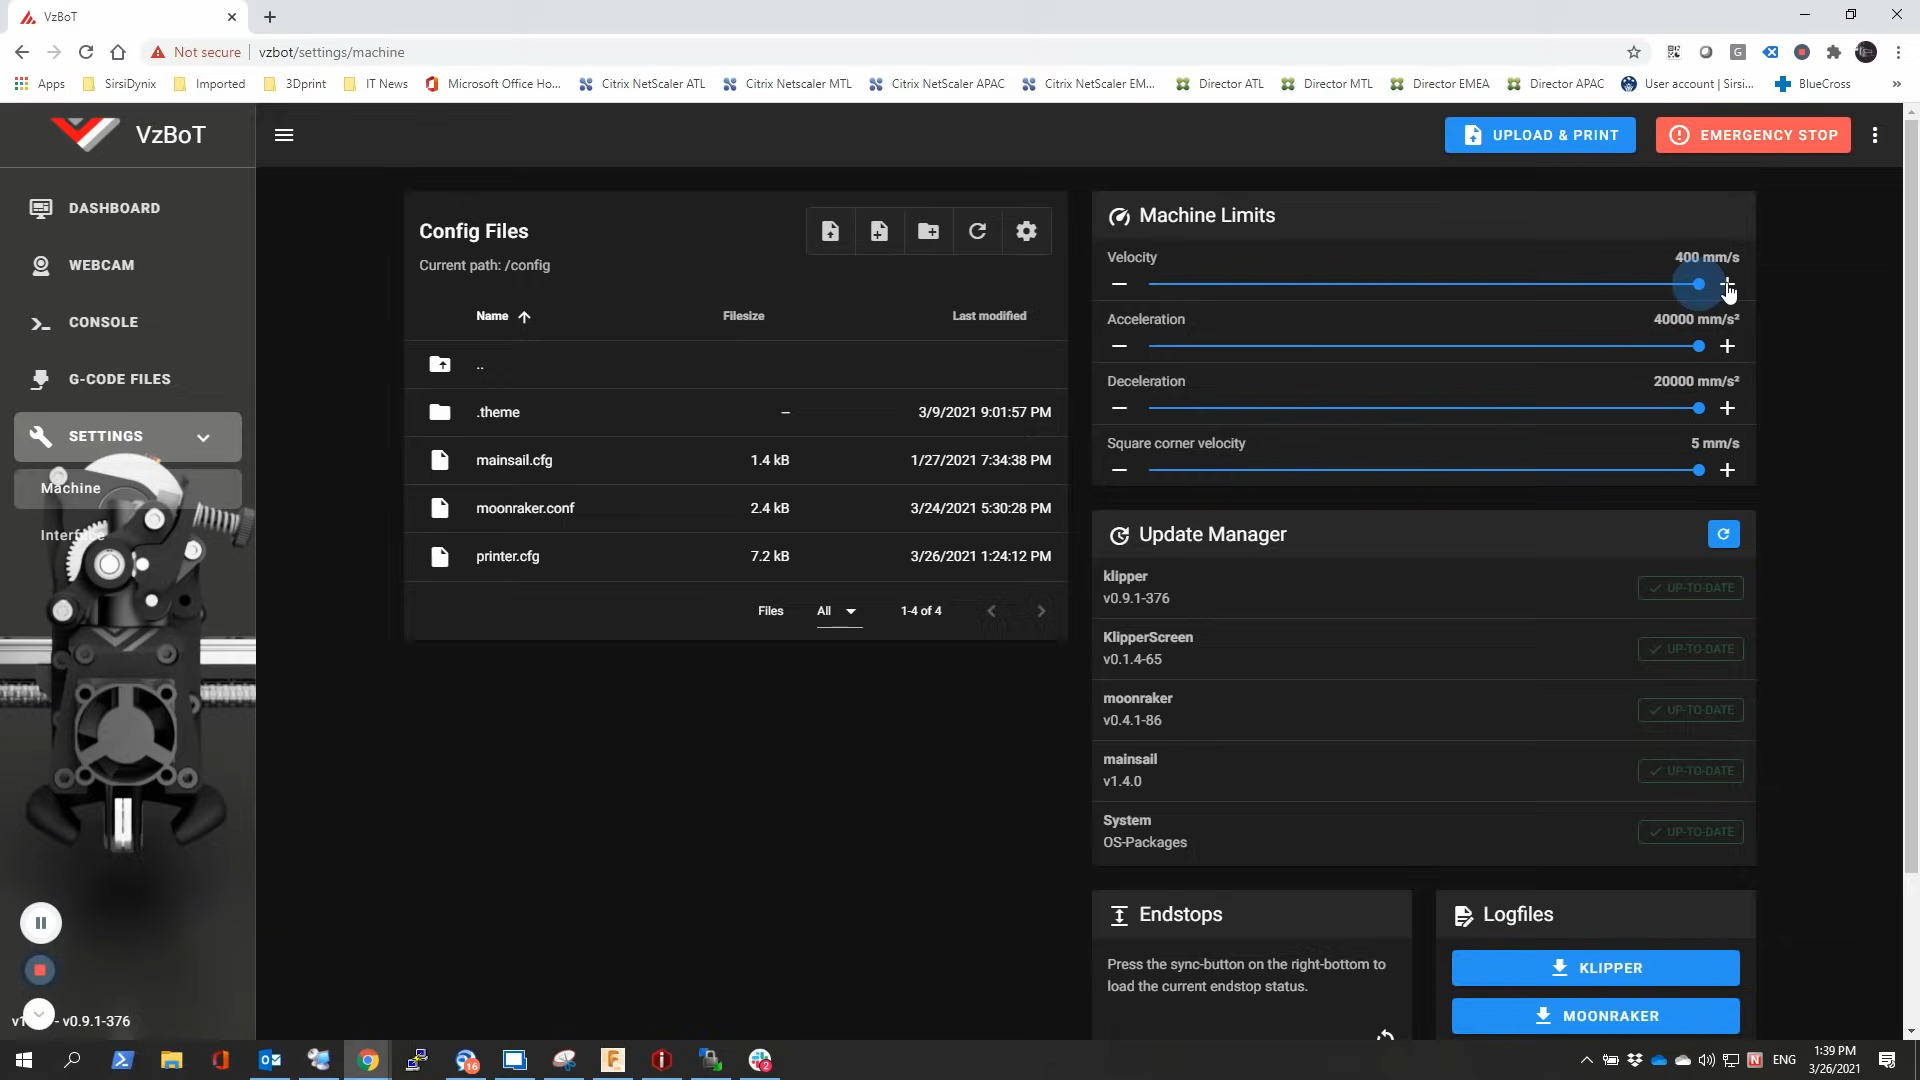 VzBoT
Not secure
vzbot/settings/machine
Apps
SirsiDynix
Imported
3Dprint
IT News
Microsoft Office Ho...
Citrix NetScaler ATL
Citrix Netscaler MTL
Citrix NetScaler APAC
Citrix NetScaler EM...
Director ATL
Director MTL
Director EMEA
Director APAC
User account | Sirsi...
BlueCross
»
VzBoT
UPLOAD & PRINT
EMERGENCY STOP
DASHBOARD
WEBCAM
CONSOLE
G-CODE FILES
SETTINGS
Machine
Interface
Config Files
Current path: /config
Name
Filesize
Last modified
..
.theme
–
3/9/2021 9:01:57 PM
mainsail.cfg
1.4 kB
1/27/2021 7:34:38 PM
moonraker.conf
2.4 kB
3/24/2021 5:30:28 PM
printer.cfg
7.2 kB
3/26/2021 1:24:12 PM
Files
All
1-4 of 4
Machine Limits
Velocity
400 mm/s
Acceleration
40000 mm/s²
Deceleration
20000 mm/s²
Square corner velocity
5 mm/s
Update Manager
klipper
v0.9.1-376
UP-TO-DATE
KlipperScreen
v0.1.4-65
UP-TO-DATE
moonraker
v0.4.1-86
UP-TO-DATE
mainsail
v1.4.0
UP-TO-DATE
System
OS-Packages
UP-TO-DATE
Endstops
Press the sync-button on the right-bottom to
load the current endstop status.
Logfiles
KLIPPER
MOONRAKER
- v0.9.1-376
16
2
ENG
1:39 PM
3/26/2021